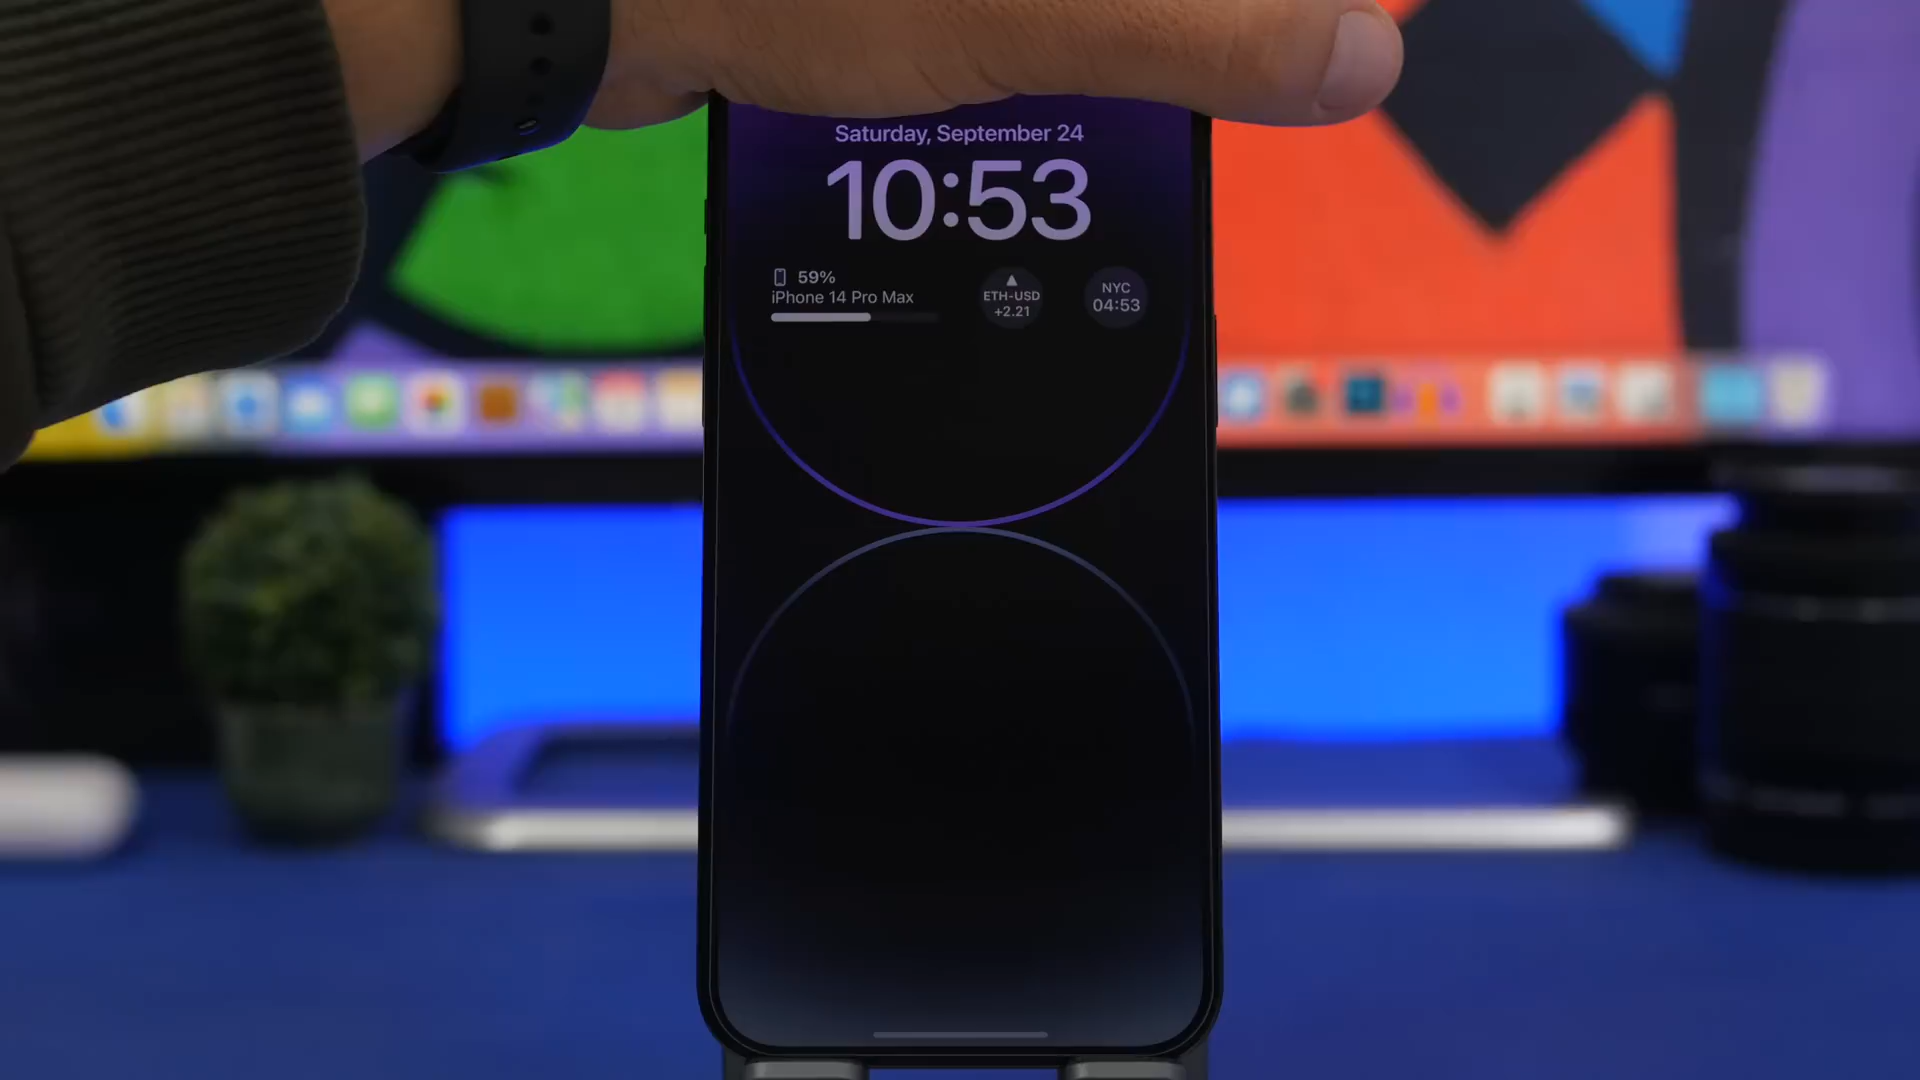 Saturday, September 24
10:53
59%
iPhone 14 Pro Max
▲
ETH-USD
+2.21
NYC
04:53